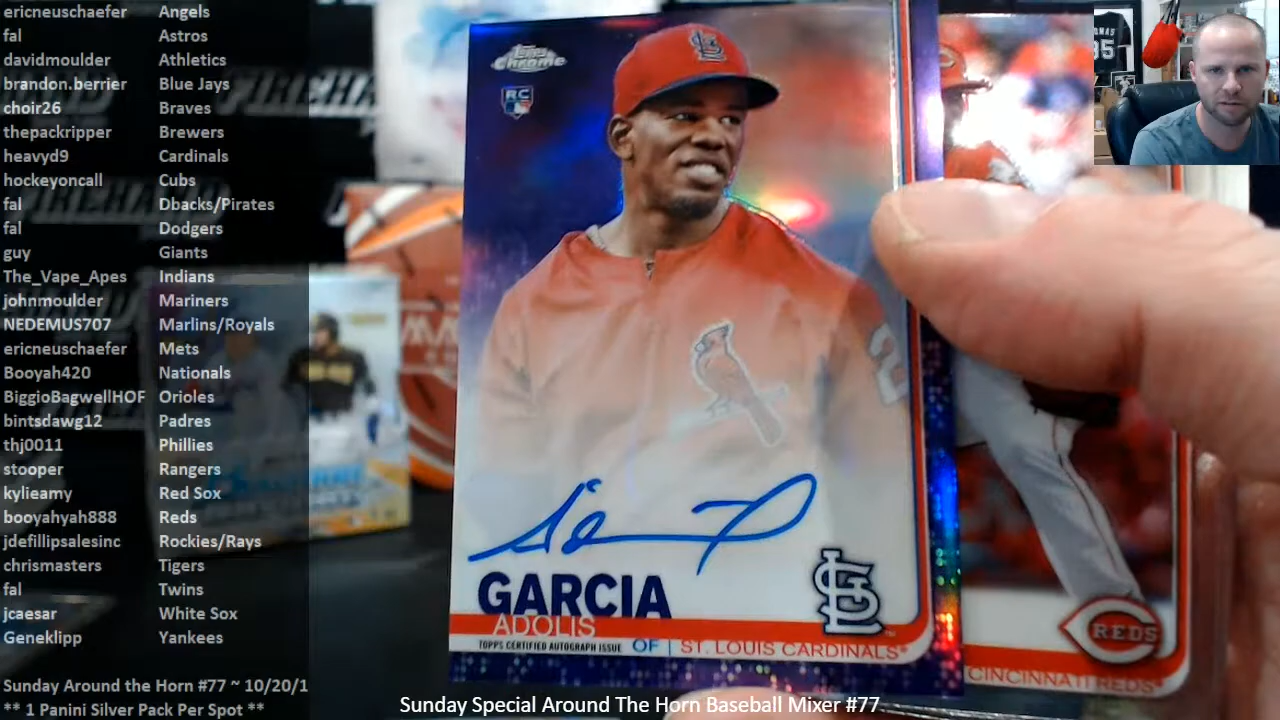 ericneuschaefer Angels
fal Astros
davidmoulder Athletics
brandon.berrier Blue Jays
choir26 Braves
thepackripper Brewers
heavyd9 Cardinals
hockeyoncall Cubs
fal Dbacks/Pirates
fal Dodgers
guy Giants
The_Vape_Apes Indians
johnmoulder Mariners
NEDEMUS707 Marlins/Royals
ericneuschaefer Mets
Booyah420 Nationals
BiggioBagwellHOF Orioles
bintsdawg12 Padres
thj0011 Phillies
stooper Rangers
kylieamy Red Sox
booyahyah888 Reds
jdefillipsalesinc Rockies/Rays
chrismasters Tigers
fal Twins
jcaesar White Sox
Geneklipp Yankees
Sunday Around the Horn #77 ~ 10/20/1
** 1 Panini Silver Pack Per Spot **
Topps Chrome
RC
GARCIA
ADOLIS
TOPPS CERTIFIED AUTOGRAPH ISSUE OF | ST. LOUIS CARDINALS®
StL
REDS
CINCINNATI REDS®
Sunday Special Around The Horn Baseball Mixer #77